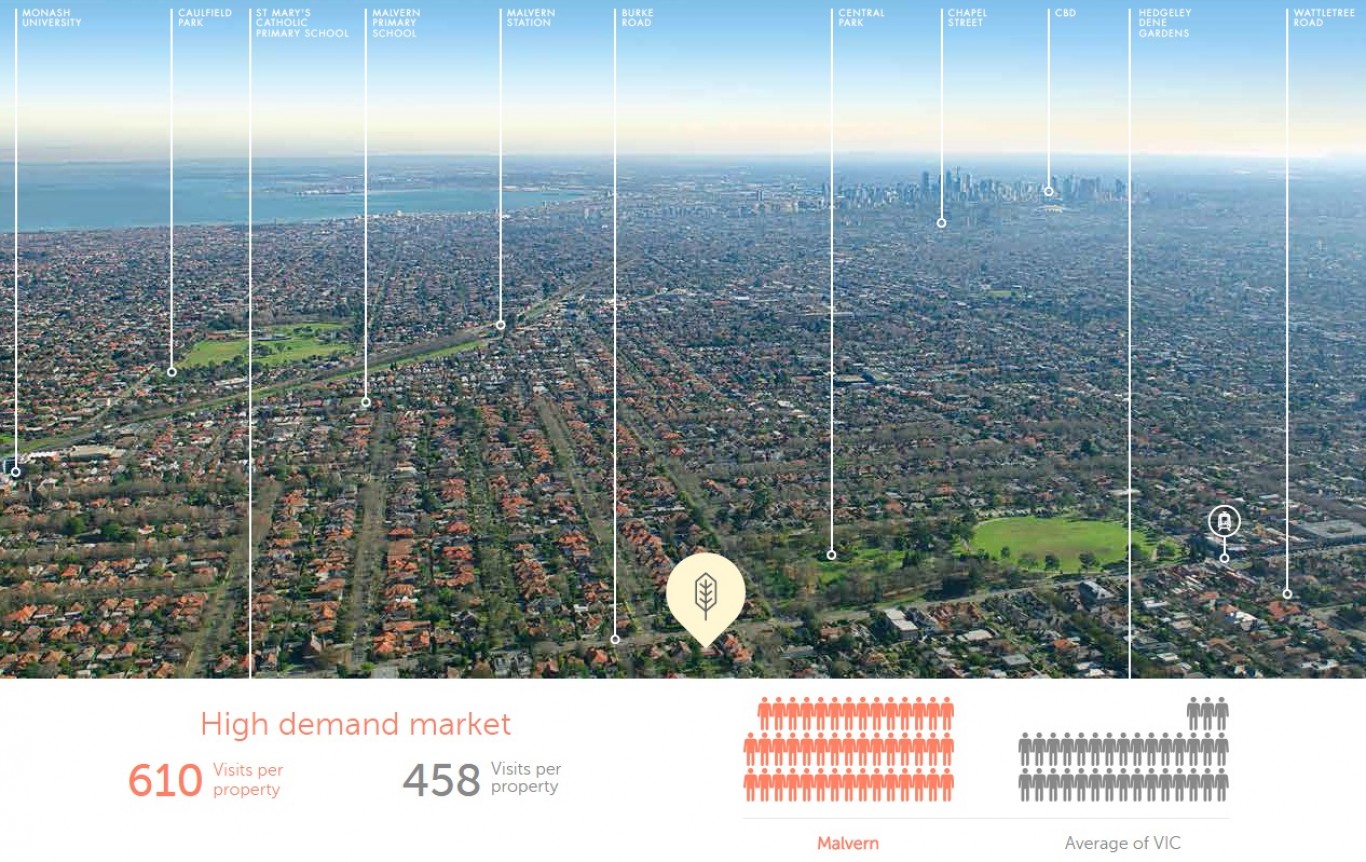 MONASH
UNIVERSITY
CAULFIELD
PARK
ST MARY'S
CATHOLIC
PRIMARY SCHOOL
MALVERN
PRIMARY
SCHOOL
MALVERN
STATION
BURKE
ROAD
CENTRAL
PARK
CHAPEL
STREET
CBD
HEDGELEY
DENE
GARDENS
WATTLETREE
ROAD
High demand market
610 Visits per
property
458 Visits per
property
Malvern
Average of VIC